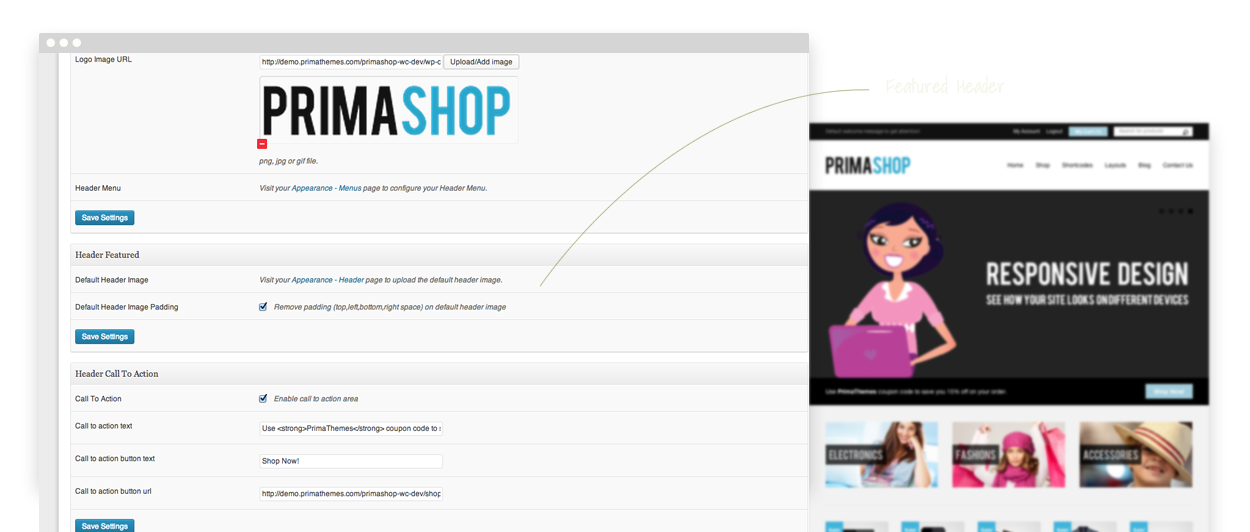 Logo Image URL
http://demo.primathemes.com/primashop-wc-dev/wp-c
Upload/Add image
PRIMASHOP
png, jpg or gif file.
Header Menu
Visit your Appearance - Menus page to configure your Header Menu.
Save Settings
Header Featured
Default Header Image
Visit your Appearance - Header page to upload the default header image.
Default Header Image Padding
Remove padding (top,left,bottom,right space) on default header image
Save Settings
Header Call To Action
Call To Action
Enable call to action area
Call to action text
Use <strong>PrimaThemes</strong> coupon code to s
Call to action button text
Shop Now!
Call to action button url
http://demo.primathemes.com/primashop-wc-dev/shop
Save Settings
Featured Header
Default welcome message to get attention!
My Account Logout
PRIMASHOP
Home Shop Shortcodes Layouts Blog Contact Us
RESPONSIVE DESIGN
SEE HOW YOUR SITE LOOKS ON DIFFERENT DEVICES
Use PrimaThemes coupon code to save you 15% off on your order.
Shop Now!
ELECTRONICS
FASHIONS
ACCESSORIES